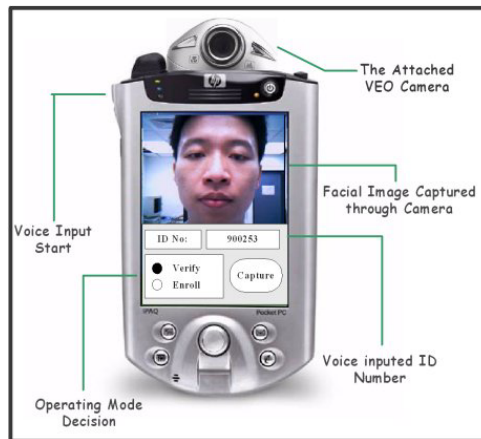 The Attached
VEO Camera
hp
Facial Image Captured
through Camera
Voice Input
Start
ID No: 900253
Verify
Enroll
Capture
iPAQ Pocket PC
Voice inputed ID
Number
Operating Mode
Decision